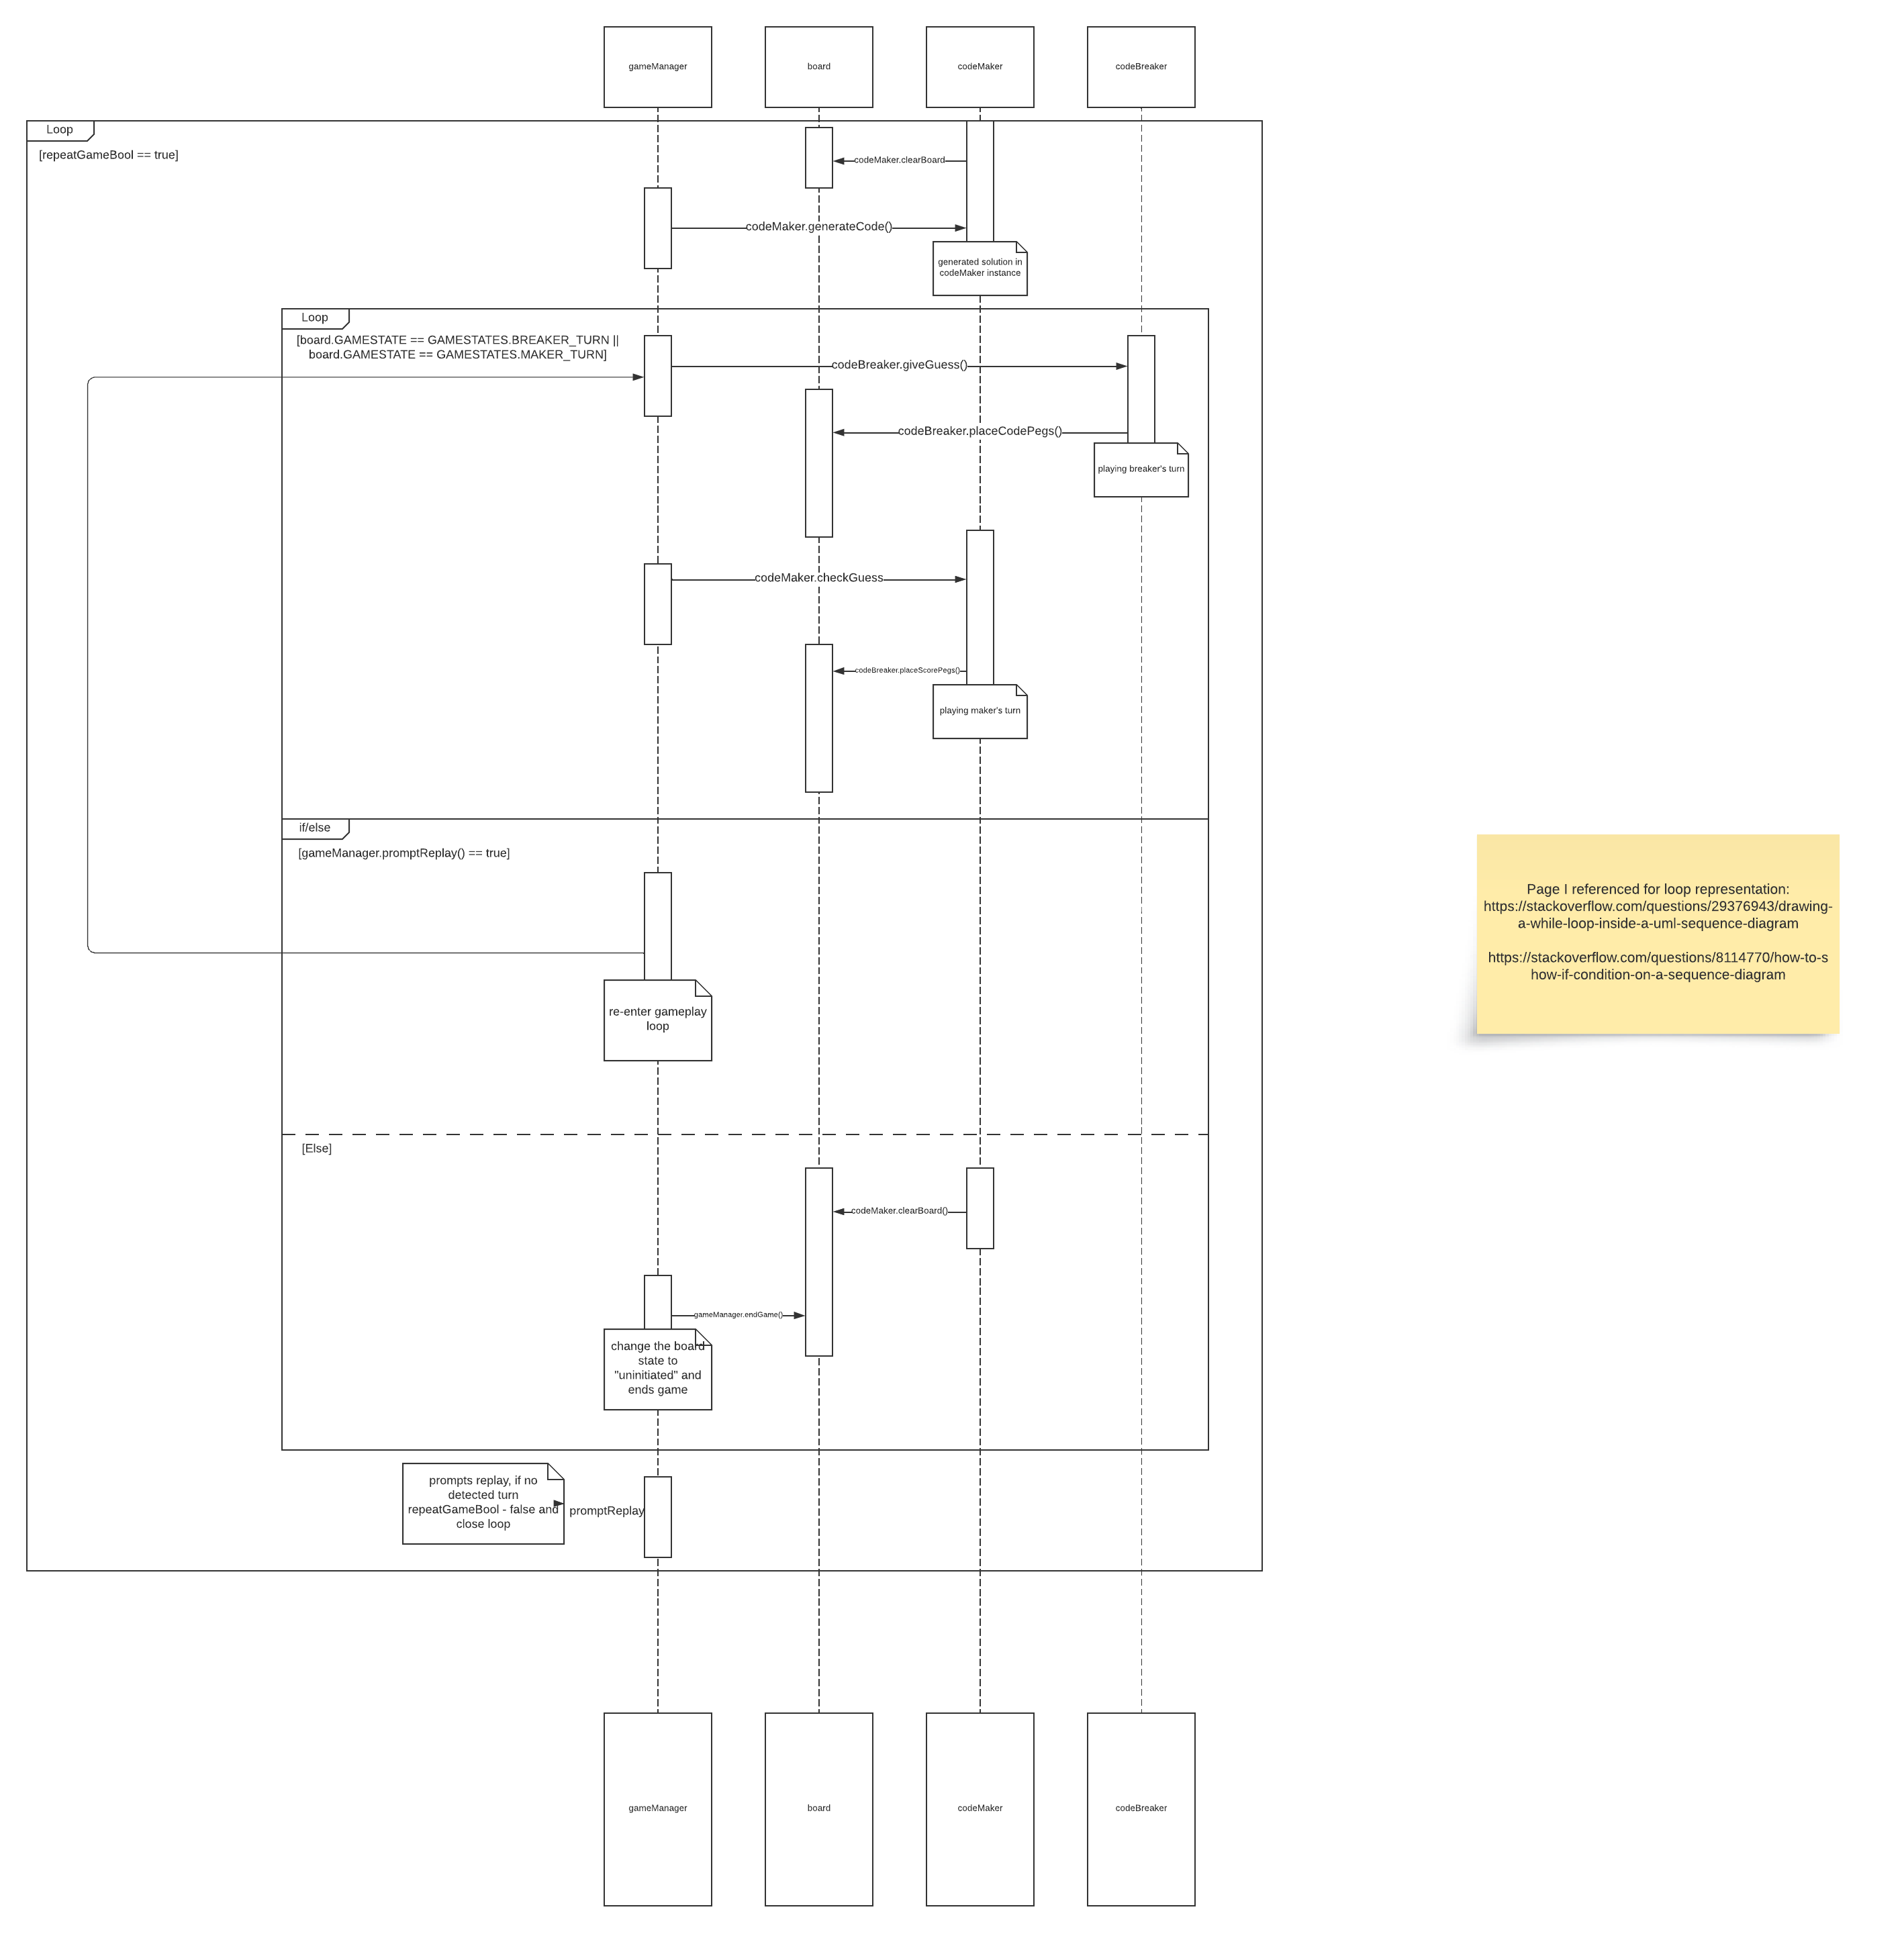 gameManager
board
codeMaker
codeBreaker
Loop
[repeatGameBool == true]
codeMaker.clearBoard
codeMaker.generateCode()
generated solution in
codeMaker instance
Loop
[board.GAMESTATE == GAMESTATES.BREAKER_TURN ||
board.GAMESTATE == GAMESTATES.MAKER_TURN]
codeBreaker.giveGuess()
codeBreaker.placeCodePegs()
playing breaker's turn
codeMaker.checkGuess
codeBreaker.placeScorePegs()
playing maker's turn
if/else
[gameManager.promptReplay() == true]
re-enter gameplay
loop
Page I referenced for loop representation:
https://stackoverflow.com/questions/29376943/drawing-
a-while-loop-inside-a-uml-sequence-diagram
https://stackoverflow.com/questions/8114770/how-to-s
how-if-condition-on-a-sequence-diagram
[Else]
codeMaker.clearBoard()
gameManager.endGame()
change the board
state to
"uninitiated" and
ends game
prompts replay, if no
detected turn
repeatGameBool - false and
close loop
promptReplay
gameManager
board
codeMaker
codeBreaker